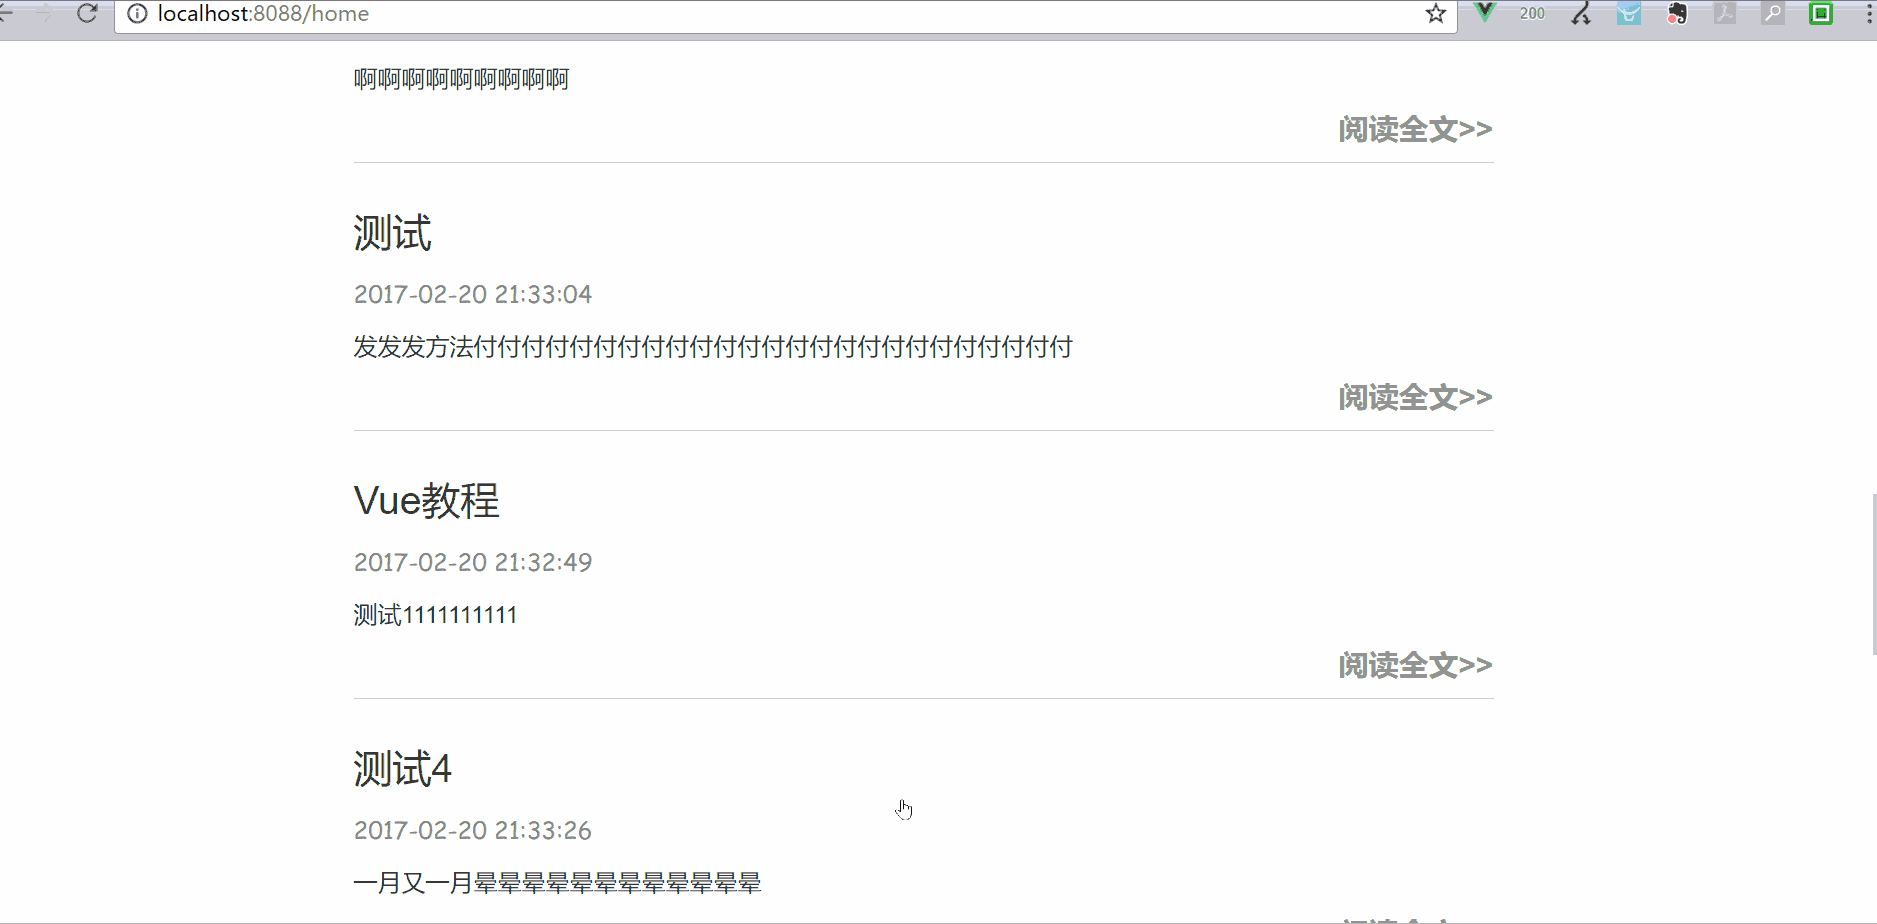 localhost:8088/home
200
啊啊啊啊啊啊啊啊啊
阅读全文>>
测试
2017-02-20 21:33:04
发发发方法付付付付付付付付付付付付付付付付付付付付付付付付付
阅读全文>>
Vue教程
2017-02-20 21:32:49
测试1111111111
阅读全文>>
测试4
2017-02-20 21:33:26
一月又一月晕晕晕晕晕晕晕晕晕晕晕晕